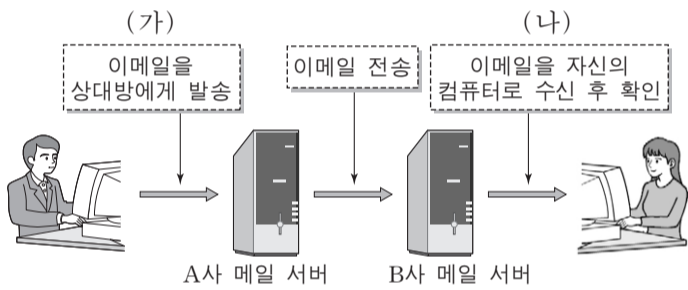 (가)
(나)
이메일을
상대방에게 발송
이메일 전송
이메일을 자신의
컴퓨터로 수신 후 확인
A사 메일 서버
B사 메일 서버